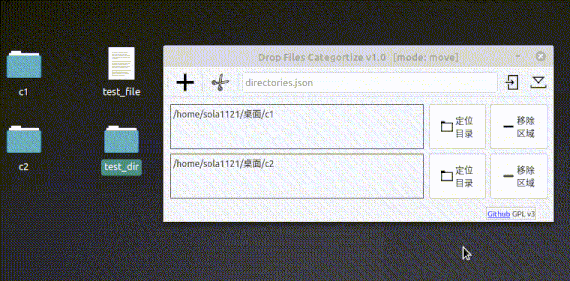 Drop Files Categortize v1.0 [mode: move]
directories.json
/home/sola1121/桌面/c1
定位
目录
移除
区域
/home/sola1121/桌面/c2
定位
目录
移除
区域
Github GPL v3
c1
test_file
c2
test_dir